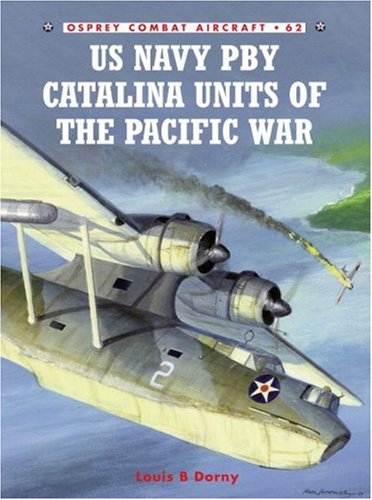 OSPREY COMBAT AIRCRAFT • 62
US NAVY PBY
CATALINA UNITS OF
THE PACIFIC WAR
2
Louis B Dorny